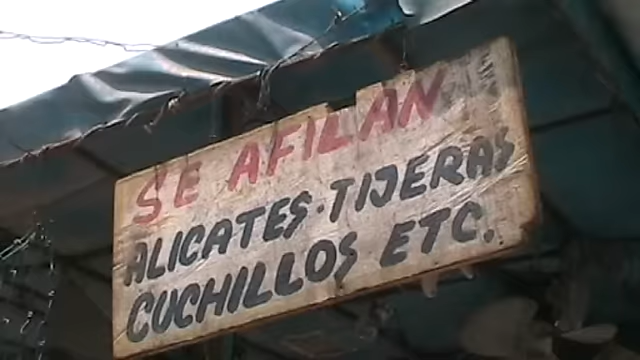 SE AFILAN
ALICATES·TIJERAS
CUCHILLOS ETC.